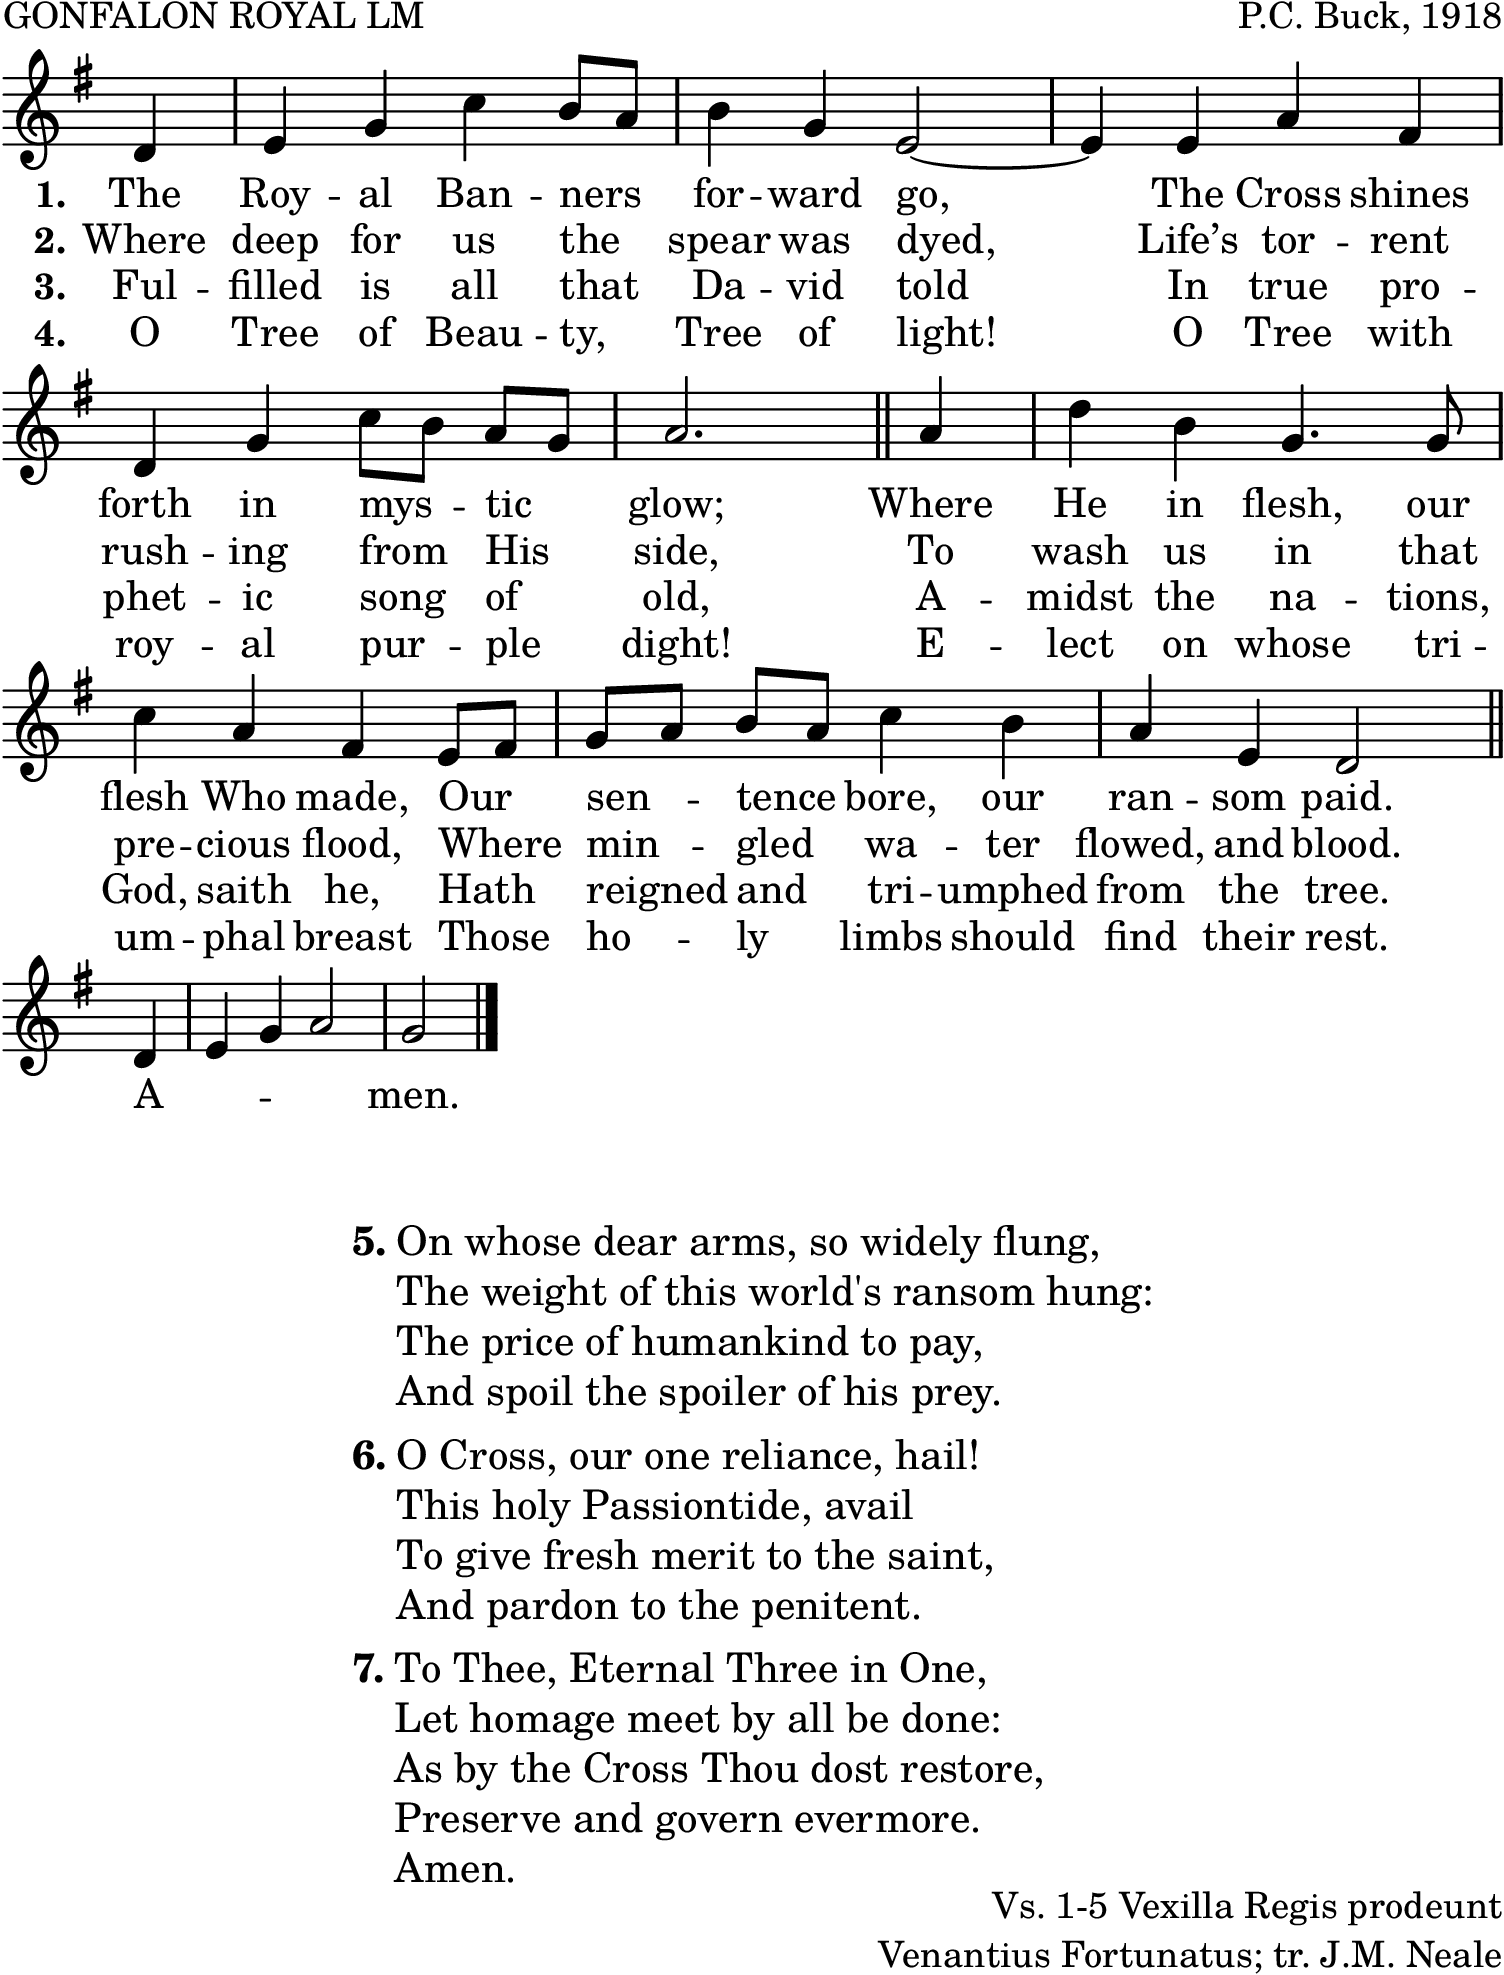 GONFALON ROYAL LM
P.C. Buck, 1918
1. The Roy -- al Ban -- ners for -- ward go, The Cross shines
2. Where deep for us the spear was dyed, Life’s tor -- rent
3. Ful -- filled is all that Da -- vid told In true pro --
4. O Tree of Beau -- ty, Tree of light! O Tree with
forth in mys -- tic glow; Where He in flesh, our
rush -- ing from His side, To wash us in that
phet -- ic song of old, A -- midst the na -- tions,
roy -- al pur -- ple dight! E -- lect on whose tri --
flesh Who made, Our sen -- tence bore, our ran -- som paid.
pre -- cious flood, Where min -- gled wa -- ter flowed, and blood.
God, saith he, Hath reigned and tri -- umphed from the tree.
um -- phal breast Those ho -- ly limbs should find their rest.
A -- men.
5. On whose dear arms, so widely flung,
The weight of this world's ransom hung:
The price of humankind to pay,
And spoil the spoiler of his prey.
6. O Cross, our one reliance, hail!
This holy Passiontide, avail
To give fresh merit to the saint,
And pardon to the penitent.
7. To Thee, Eternal Three in One,
Let homage meet by all be done:
As by the Cross Thou dost restore,
Preserve and govern evermore.
Amen.
Vs. 1-5 Vexilla Regis prodeunt
Venantius Fortunatus; tr. J.M. Neale